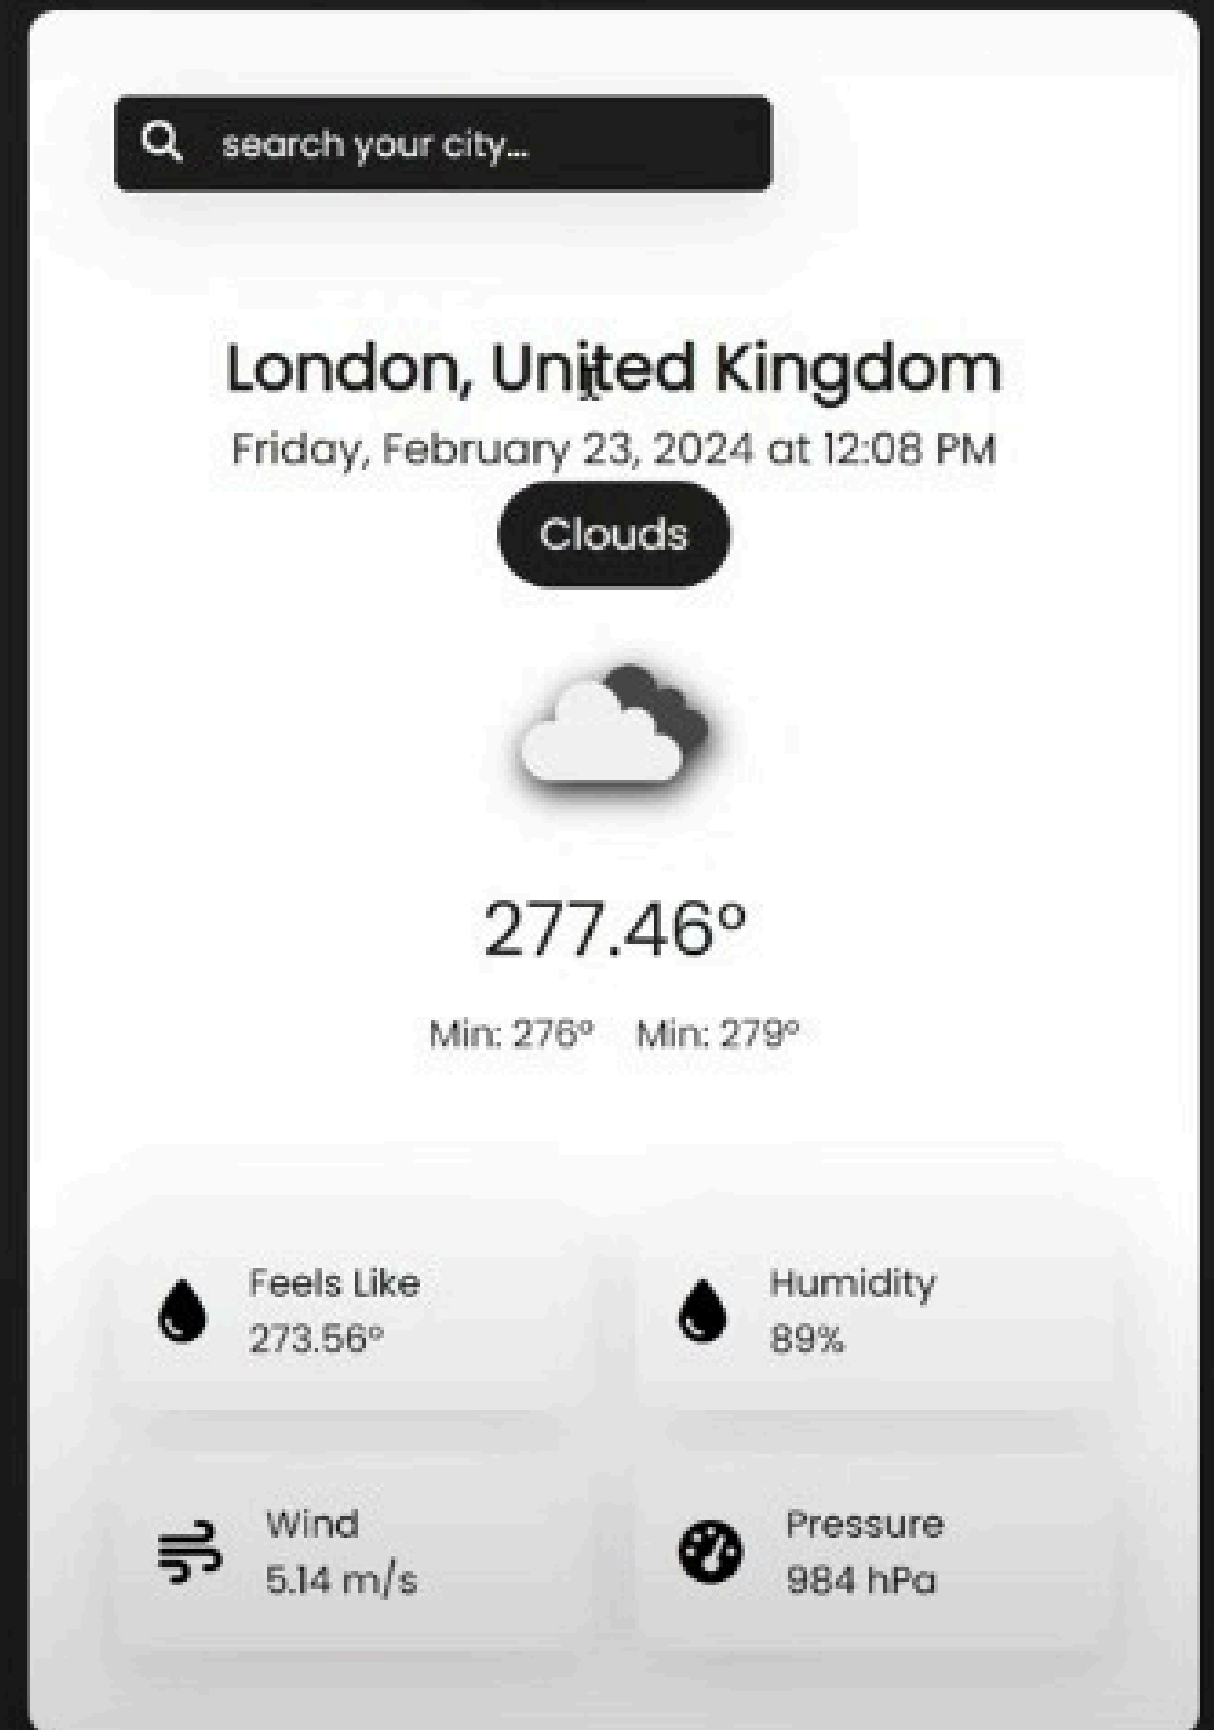 search your city...
London, United Kingdom
Friday, February 23, 2024 at 12:08 PM
Clouds
277.46°
Min: 276° Min: 279°
Feels Like
273.56°
Humidity
89%
Wind
5.14 m/s
Pressure
984 hPa